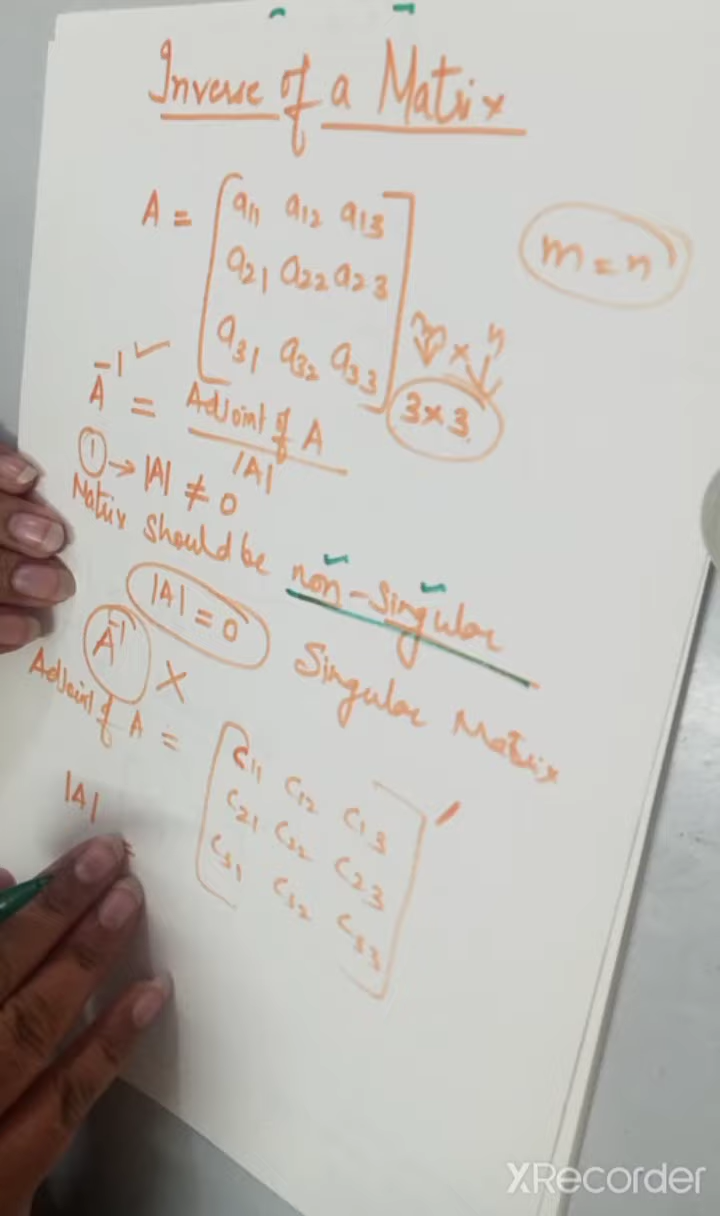 Inverse of a Matrix
A = [a11 a12 a13
a21 a22 a23
a31 a32 a33]
m = n
m × n
3×3
A^-1 ✓ = Adjoint of A / |A|
① → |A| ≠ 0
Matrix should be non-Singular
|A| = 0 Singular Matrix
A^-1 ×
Adjoint of A = [c11 c12 c13
c21 c22 c23
c31 c32 c33]'
|A|
XRecorder